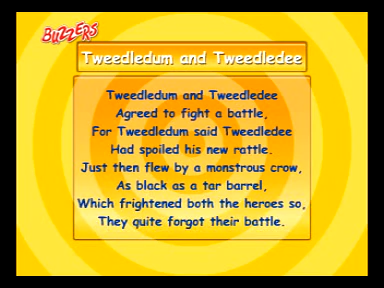 BUZZERS
Tweedledum and Tweedledee
Tweedledum and Tweedledee
Agreed to fight a battle,
For Tweedledum said Tweedledee
Had spoiled his new rattle.
Just then flew by a monstrous crow,
As black as a tar barrel,
Which frightened both the heroes so,
They quite forgot their battle.